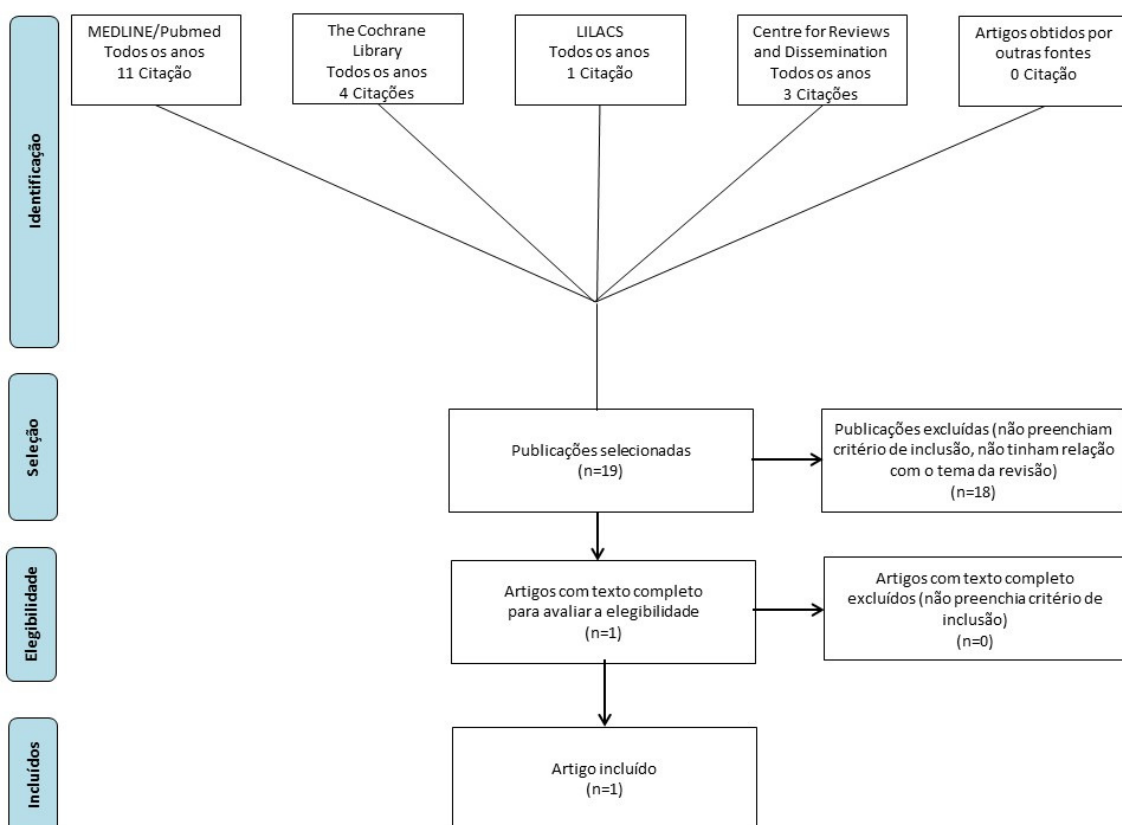 MEDLINE/Pubmed
Todos os anos
11 Citação
The Cochrane
Library
Todos os anos
4 Citações
LILACS
Todos os anos
1 Citação
Centre for Reviews
and Dissemination
Todos os anos
3 Citações
Artigos obtidos por
outras fontes
0 Citação
Identificação
Seleção
Publicações selecionadas
(n=19)
Publicações excluídas (não preenchiam
critério de inclusão, não tinham relação
com o tema da revisão)
(n=18)
Elegibilidade
Artigos com texto completo
para avaliar a elegibilidade
(n=1)
Artigos com texto completo
excluídos (não preenchia critério de
inclusão)
(n=0)
Incluídos
Artigo incluído
(n=1)